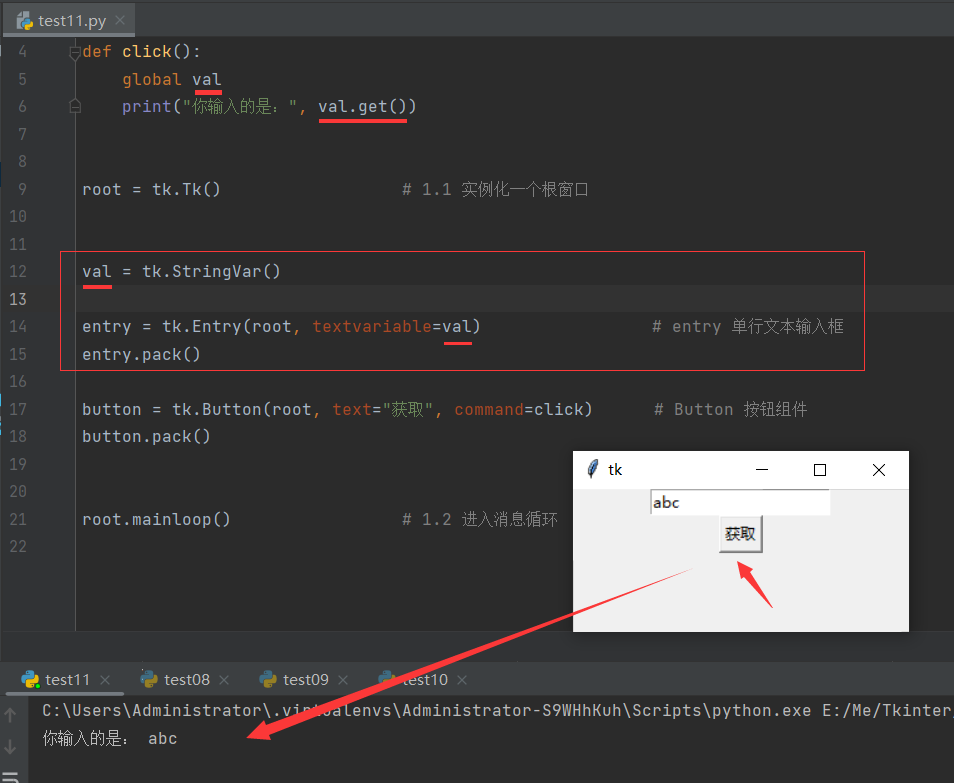 test11.py
4 def click():
5 global val
6 print("你输入的是：", val.get())
7
8
9 root = tk.Tk() # 1.1 实例化一个根窗口
10
11
12 val = tk.StringVar()
13
14 entry = tk.Entry(root, textvariable=val) # entry 单行文本输入框
15 entry.pack()
16
17 button = tk.Button(root, text="获取", command=click) # Button 按钮组件
18 button.pack()
19
20
21 root.mainloop() # 1.2 进入消息循环
22
tk
abc
获取
test11 test08 test09 test10
C:\Users\Administrator\.virtualenvs\Administrator-S9WHhKuh\Scripts\python.exe E:/Me/Tkinter/
你输入的是： abc